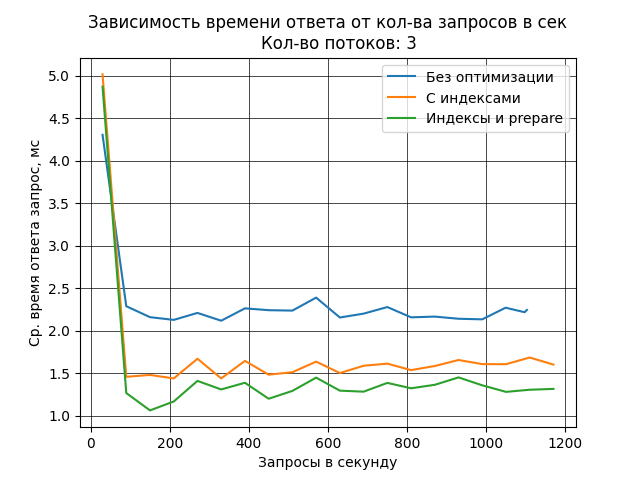 Зависимость времени ответа от кол-ва запросов в сек
Кол-во потоков: 3
Ср. время ответа запрос, мс
5.0
4.5
4.0
3.5
3.0
2.5
2.0
1.5
1.0
Без оптимизации
С индексами
Индексы и prepare
0 200 400 600 800 1000 1200
Запросы в секунду